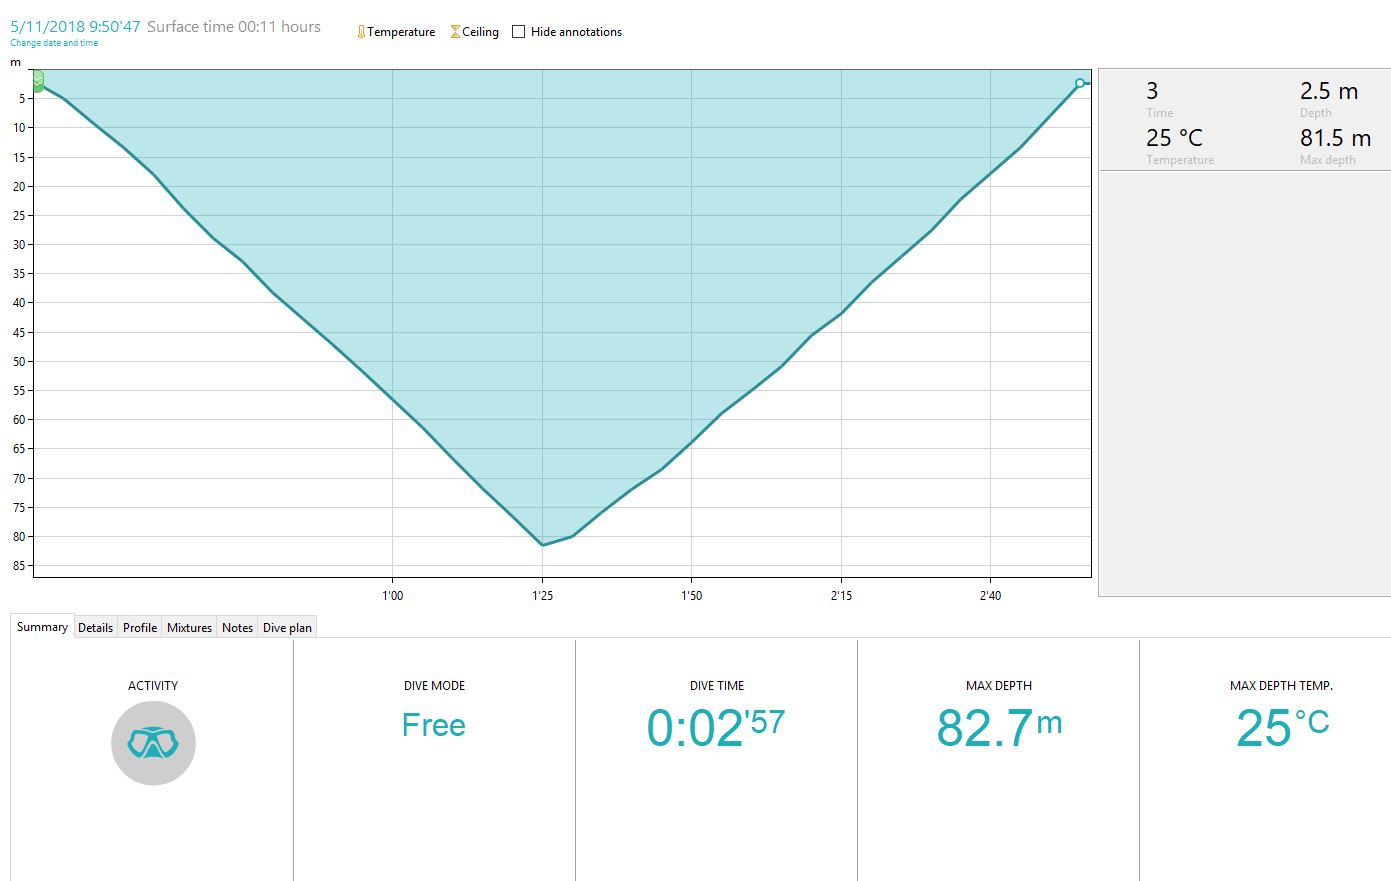 5/11/2018 9:50'47 Surface time 00:11 hours
Change date and time
Temperature Ceiling Hide annotations
m
5
10
15
20
25
30
35
40
45
50
55
60
65
70
75
80
85
1'00 1'25 1'50 2'15 2'40
3 2.5 m
Time Depth
25 °C 81.5 m
Temperature Max depth
Summary Details Profile Mixtures Notes Dive plan
ACTIVITY DIVE MODE DIVE TIME MAX DEPTH MAX DEPTH TEMP.
Free 0:02'57 82.7 m 25°C